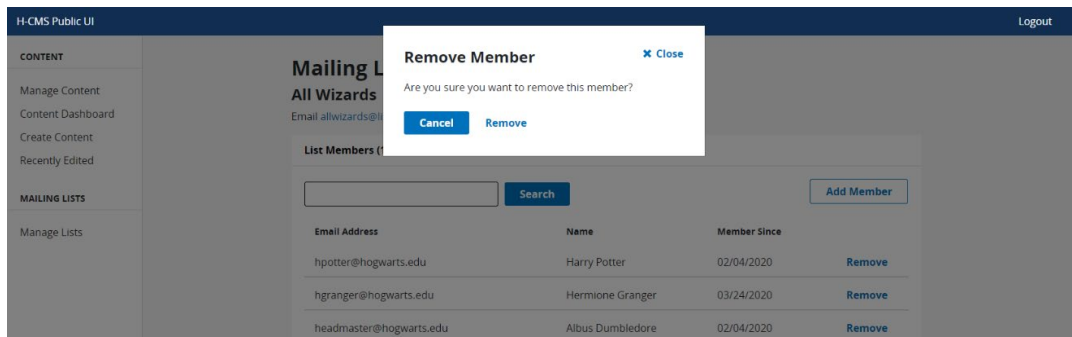 H-CMS Public UI
Logout
CONTENT
Manage Content
Content Dashboard
Create Content
Recently Edited
MAILING LISTS
Manage Lists
Remove Member
✖ Close
Are you sure you want to remove this member?
Cancel Remove
Mailing L
All Wizards
Email allwizards@li
List Members (1
Search
Add Member
Email Address Name Member Since
hpotter@hogwarts.edu Harry Potter 02/04/2020 Remove
hgranger@hogwarts.edu Hermione Granger 03/24/2020 Remove
headmaster@hogwarts.edu Albus Dumbledore 02/04/2020 Remove